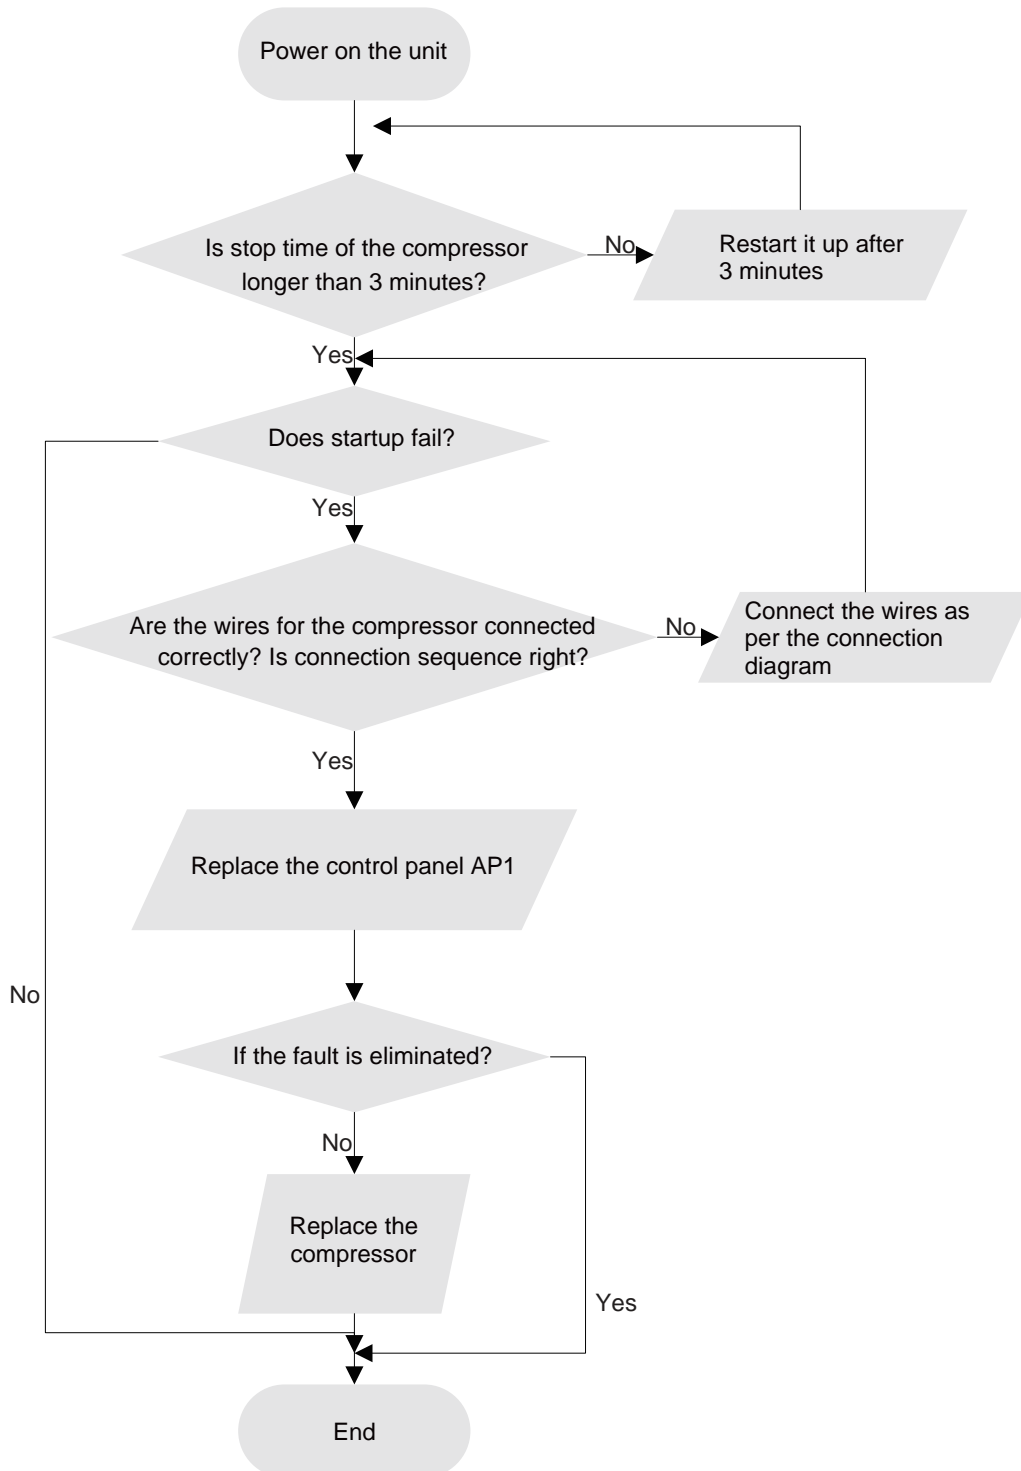 Power on the unit
Is stop time of the compressor
longer than 3 minutes?
No
Restart it up after
3 minutes
Yes
Does startup fail?
Yes
Are the wires for the compressor connected
correctly? Is connection sequence right?
No
Connect the wires as
per the connection
diagram
Yes
Replace the control panel AP1
No
If the fault is eliminated?
No
Replace the
compressor
Yes
End